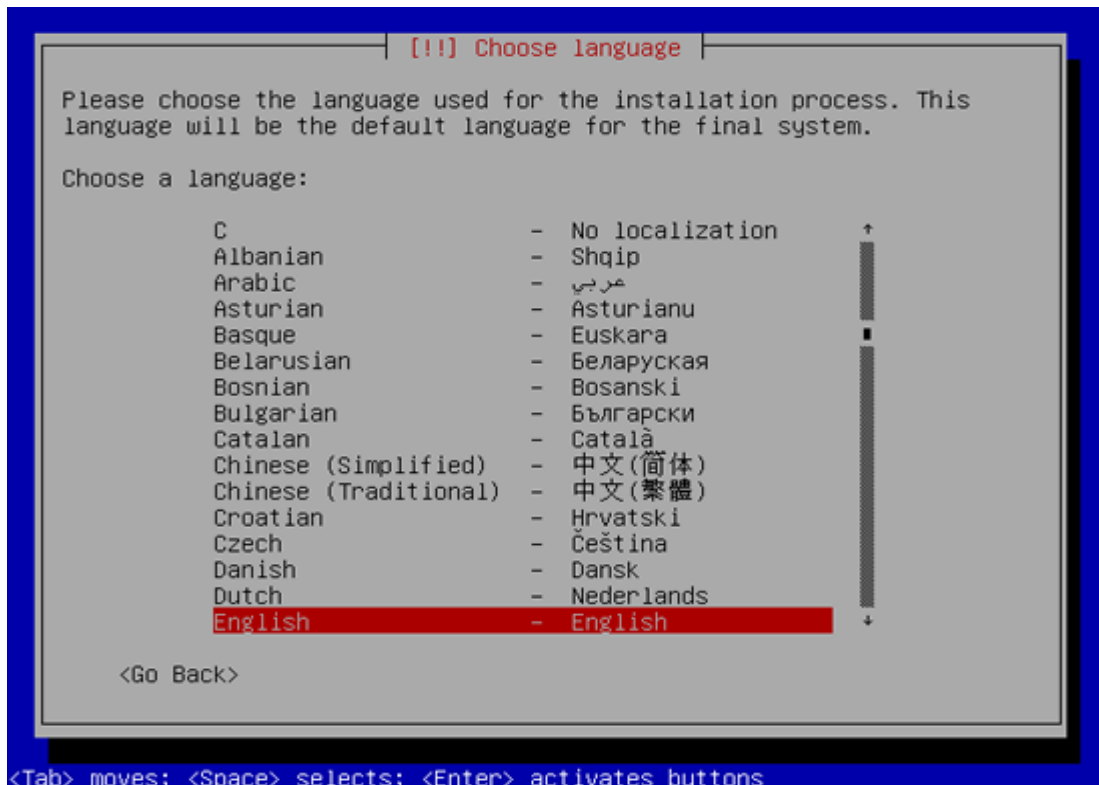 [!!] Choose language
Please choose the language used for the installation process. This
language will be the default language for the final system.
Choose a language:
C - No localization
Albanian - Shqip
Arabic - عربي
Asturian - Asturianu
Basque - Euskara
Belarusian - Беларуская
Bosnian - Bosanski
Bulgarian - Български
Catalan - Català
Chinese (Simplified) - 中文(简体)
Chinese (Traditional) - 中文(繁體)
Croatian - Hrvatski
Czech - Čeština
Danish - Dansk
Dutch - Nederlands
English - English
<Go Back>
<Tab> moves; <Space> selects; <Enter> activates buttons